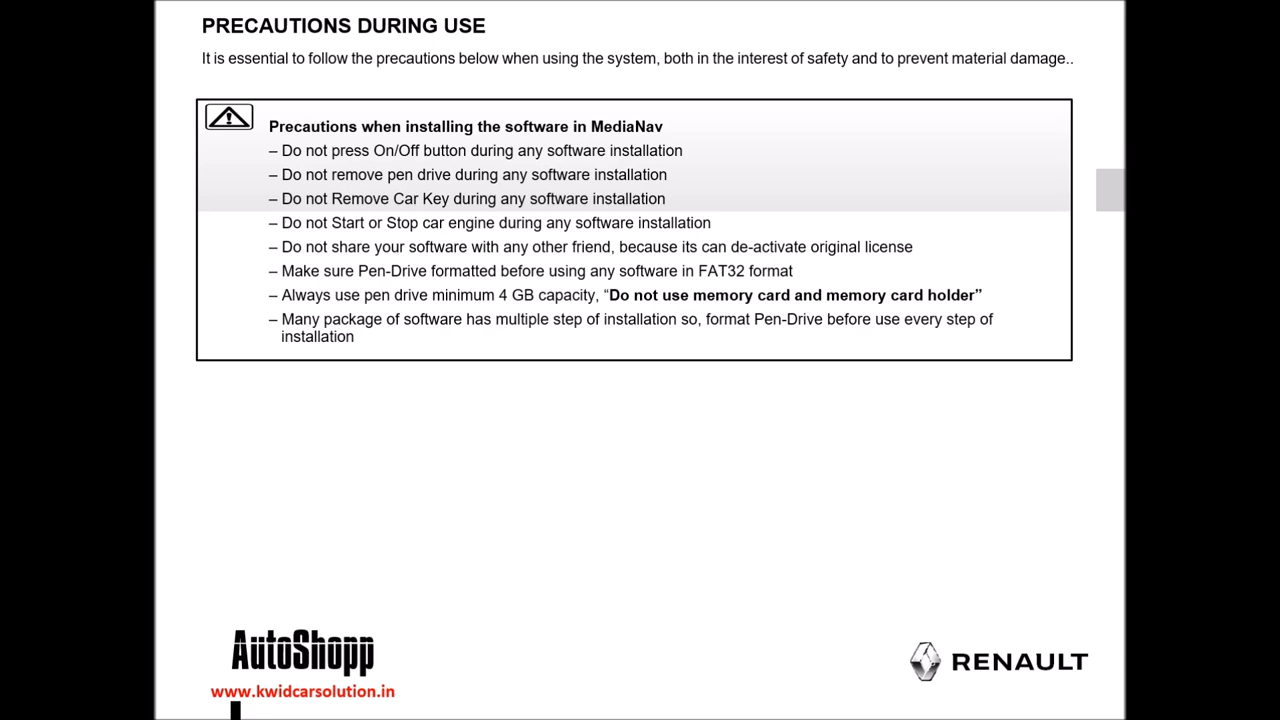 PRECAUTIONS DURING USE
It is essential to follow the precautions below when using the system, both in the interest of safety and to prevent material damage..
Precautions when installing the software in MediaNav
– Do not press On/Off button during any software installation
– Do not remove pen drive during any software installation
– Do not Remove Car Key during any software installation
– Do not Start or Stop car engine during any software installation
– Do not share your software with any other friend, because its can de-activate original license
– Make sure Pen-Drive formatted before using any software in FAT32 format
– Always use pen drive minimum 4 GB capacity, “Do not use memory card and memory card holder”
– Many package of software has multiple step of installation so, format Pen-Drive before use every step of
installation
AutoShopp
www.kwidcarsolution.in
RENAULT